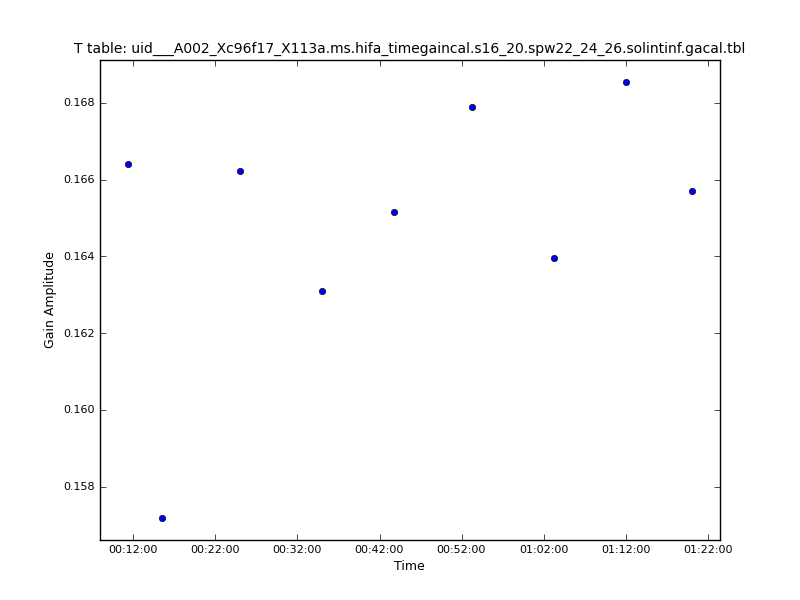 T table: uid___A002_Xc96f17_X113a.ms.hifa_timegaincal.s16_20.spw22_24_26.solintinf.gacal.tbl
0.168
0.166
0.164
0.162
0.160
0.158
Gain Amplitude
00:12:00 00:22:00 00:32:00 00:42:00 00:52:00 01:02:00 01:12:00 01:22:00
Time